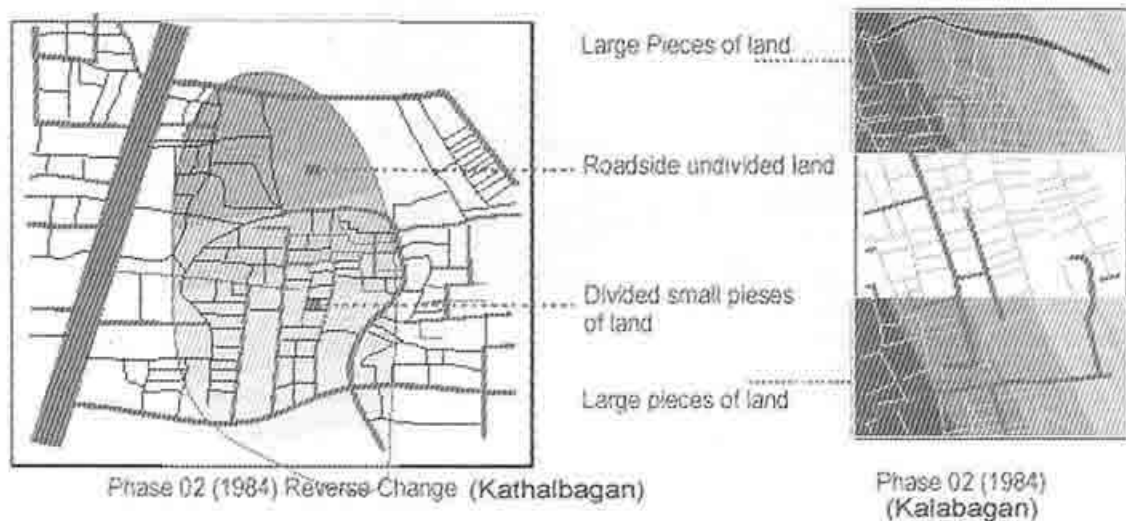 Large Pieces of land
Roadside undivided land
Divided small pieses
of land
Large pieces of land
Phase 02 (1984) Reverse Change (Kathalbagan)
Phase 02 (1984)
(Kalabagan)